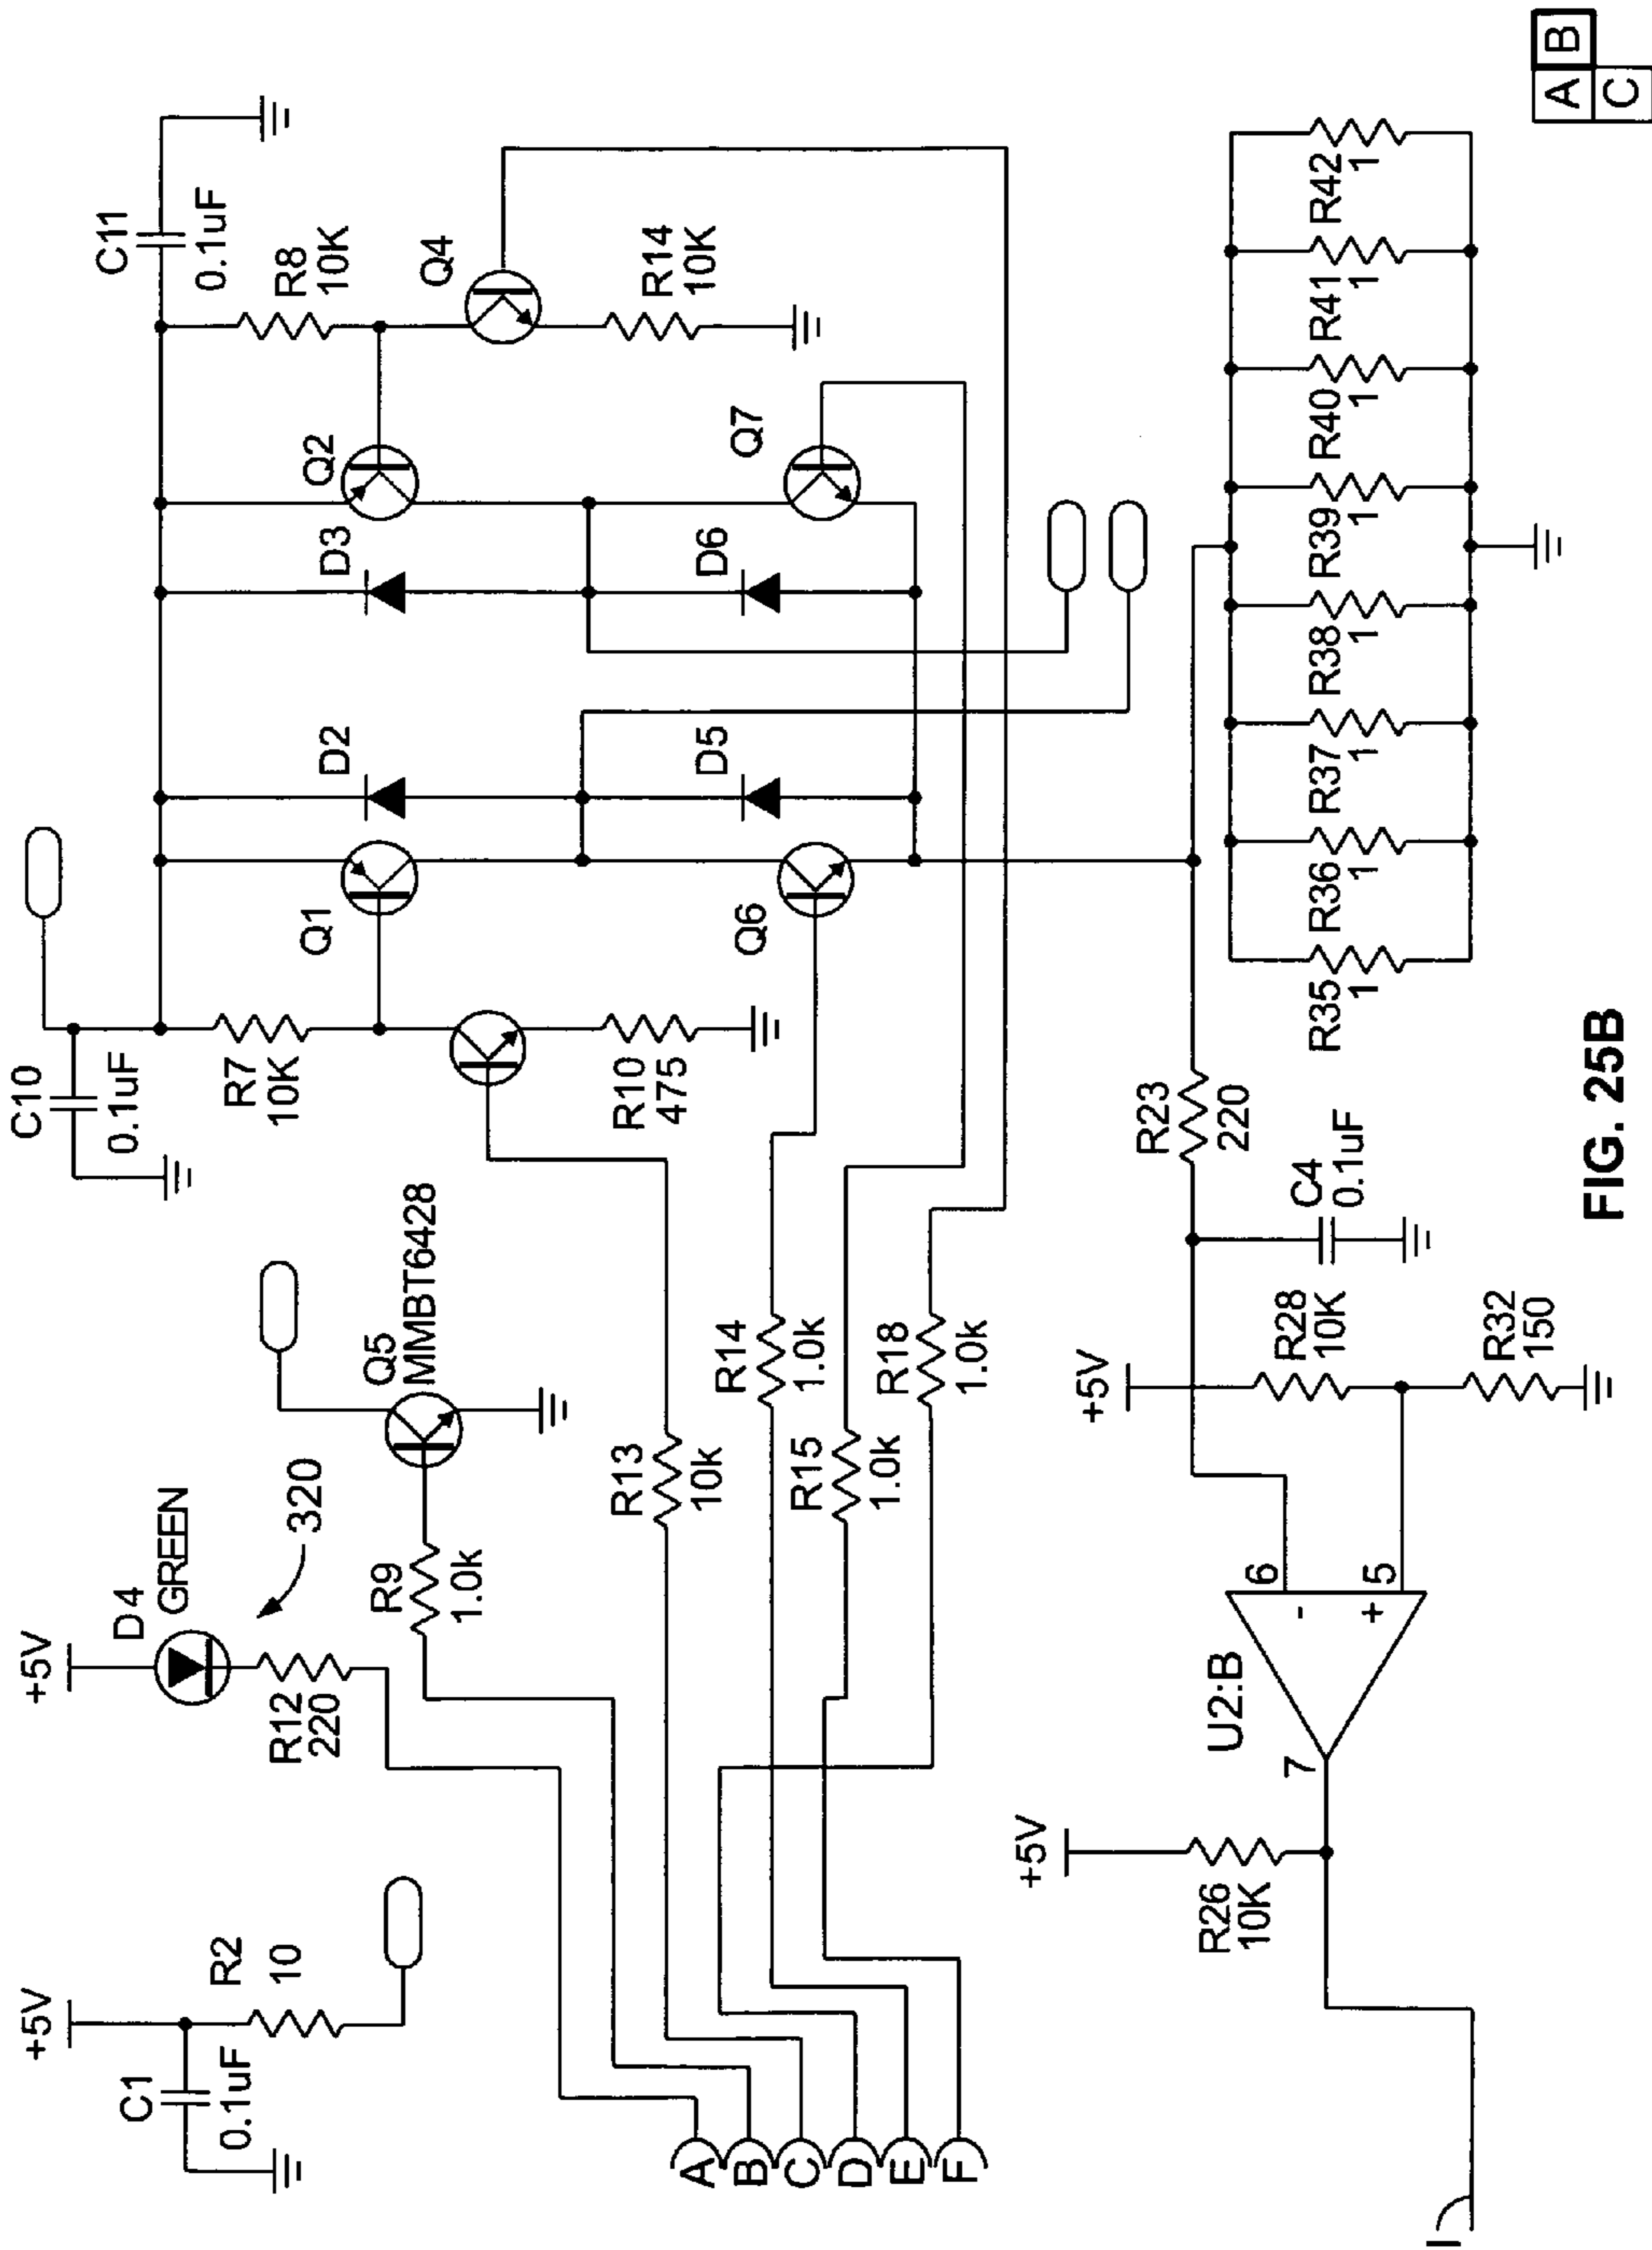 +5V
C1
0.1uF
R2
10
+5V
D4
GREEN
320
R12
220
R9
1.0k
Q5
MMBT6428
C10
0.1uF
R7
10K
R10
475
Q1
Q6
D2
D5
D3
D6
Q2
Q7
C11
0.1uF
R8
10K
Q4
R14
10K
R13
10k
R14
1.0k
R15
1.0k
R18
1.0k
A
B
C
D
E
F
+5V
R26
10K
7
U2:B
6
-
5
+
I
+5V
R28
10K
R32
150
C4
0.1uF
R23
220
R35
1
R36
1
R37
1
R38
1
R39
1
R40
1
R41
1
R42
1
FIG. 25B
A B
C